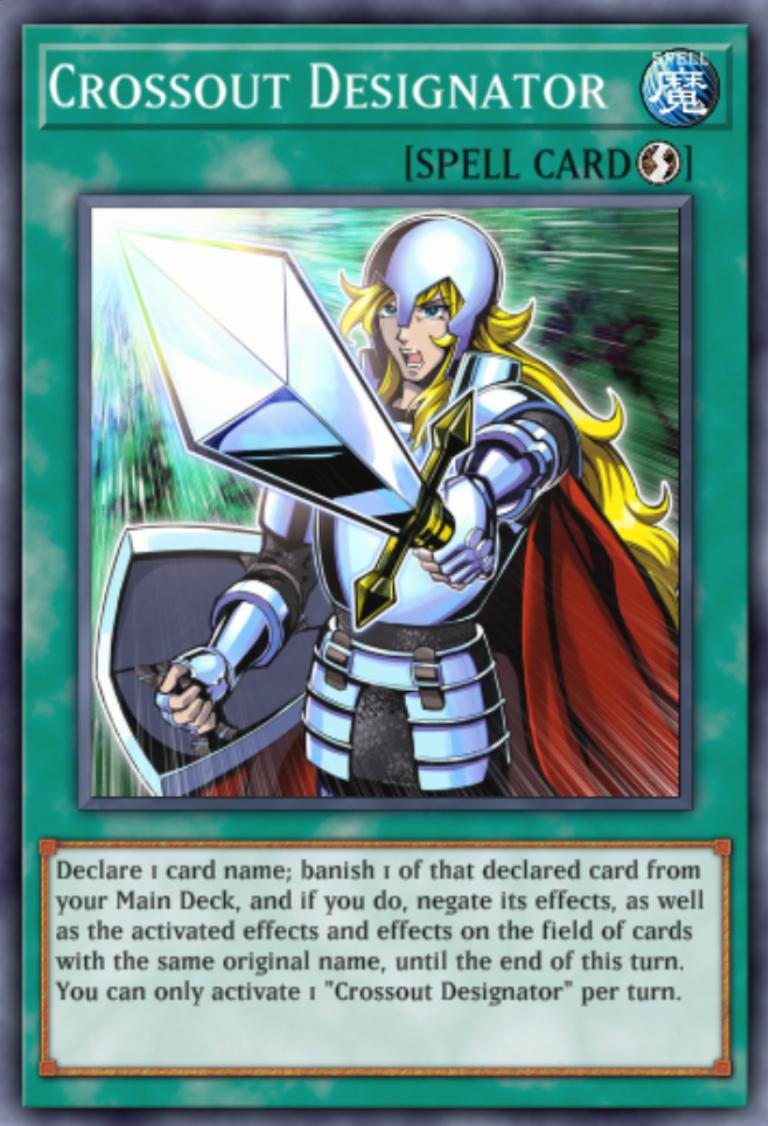 CROSSOUT DESIGNATOR
SPELL
魔
[SPELL CARD]
Declare 1 card name; banish 1 of that declared card from
your Main Deck, and if you do, negate its effects, as well
as the activated effects and effects on the field of cards
with the same original name, until the end of this turn.
You can only activate 1 "Crossout Designator" per turn.